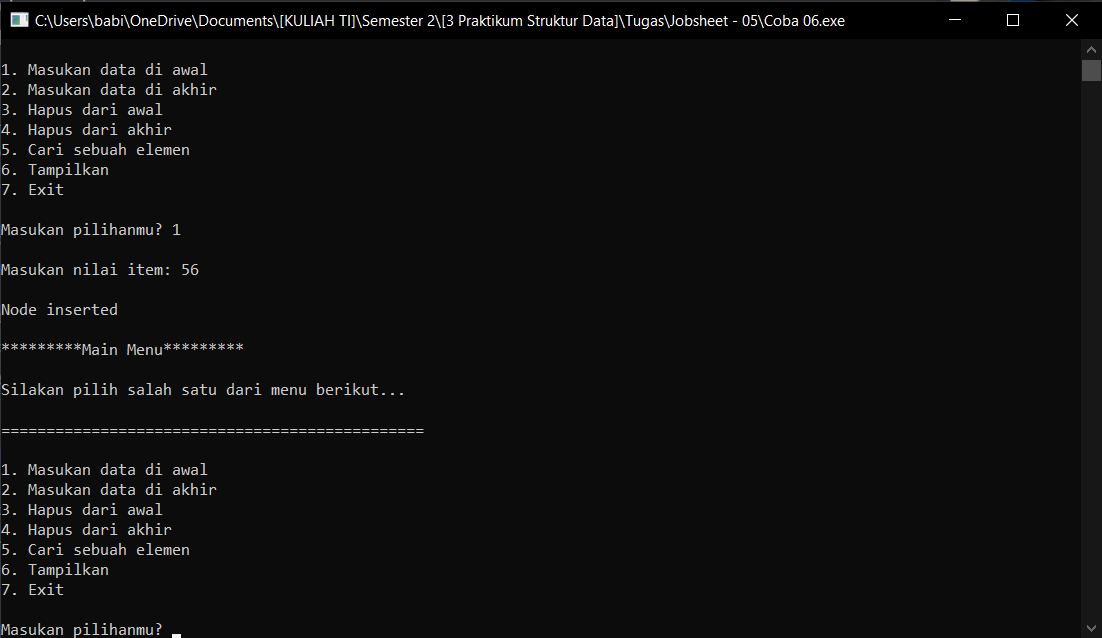 C:\Users\babi\OneDrive\Documents\[KULIAH TI]\Semester 2\[3 Praktikum Struktur Data]\Tugas\Jobsheet - 05\Coba 06.exe
1. Masukan data di awal
2. Masukan data di akhir
3. Hapus dari awal
4. Hapus dari akhir
5. Cari sebuah elemen
6. Tampilkan
7. Exit
Masukan pilihanmu? 1
Masukan nilai item: 56
Node inserted
*********Main Menu*********
Silakan pilih salah satu dari menu berikut...
===============================================
1. Masukan data di awal
2. Masukan data di akhir
3. Hapus dari awal
4. Hapus dari akhir
5. Cari sebuah elemen
6. Tampilkan
7. Exit
Masukan pilihanmu?